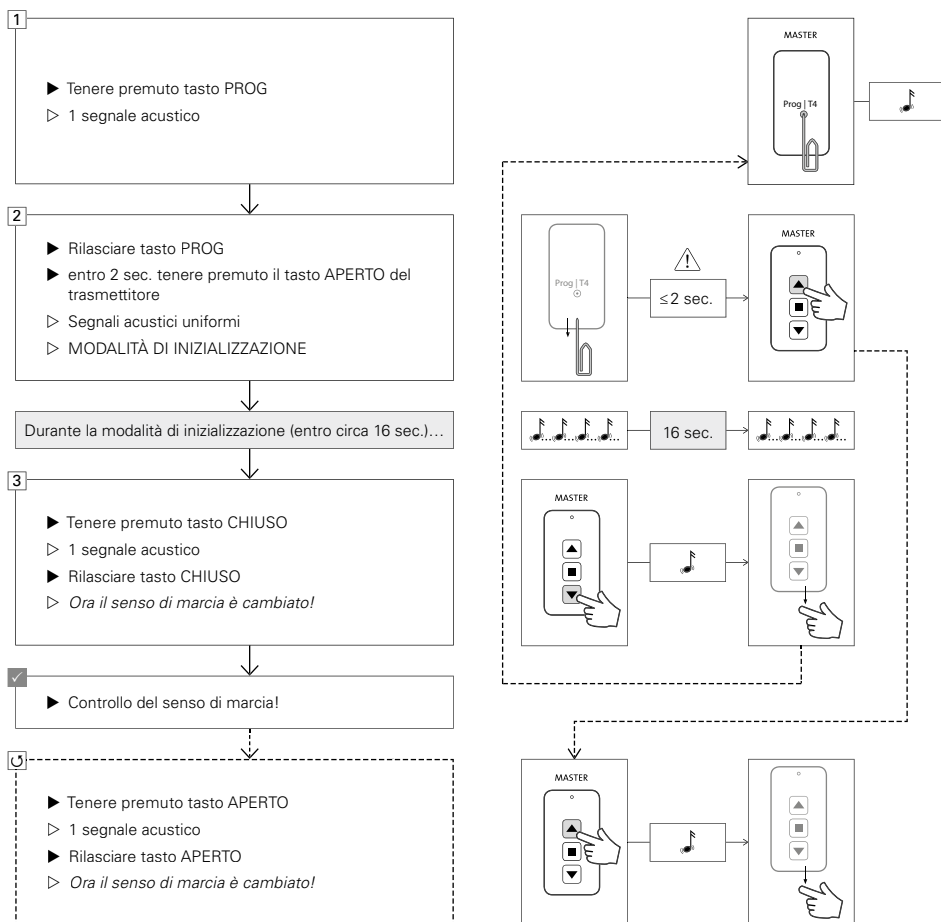 1
▶ Tenere premuto tasto PROG
▷ 1 segnale acustico
2
▶ Rilasciare tasto PROG
▶ entro 2 sec. tenere premuto il tasto APERTO del
trasmettitore
▷ Segnali acustici uniformi
▷ MODALITÀ DI INIZIALIZZAZIONE
Durante la modalità di inizializzazione (entro circa 16 sec.)…
3
▶ Tenere premuto tasto CHIUSO
▷ 1 segnale acustico
▶ Rilasciare tasto CHIUSO
▷ Ora il senso di marcia è cambiato!
▶ Controllo del senso di marcia!
▶ Tenere premuto tasto APERTO
▷ 1 segnale acustico
▶ Rilasciare tasto APERTO
▷ Ora il senso di marcia è cambiato!
MASTER
Prog | T4
Prog | T4
≤2 sec.
MASTER
16 sec.
MASTER
MASTER